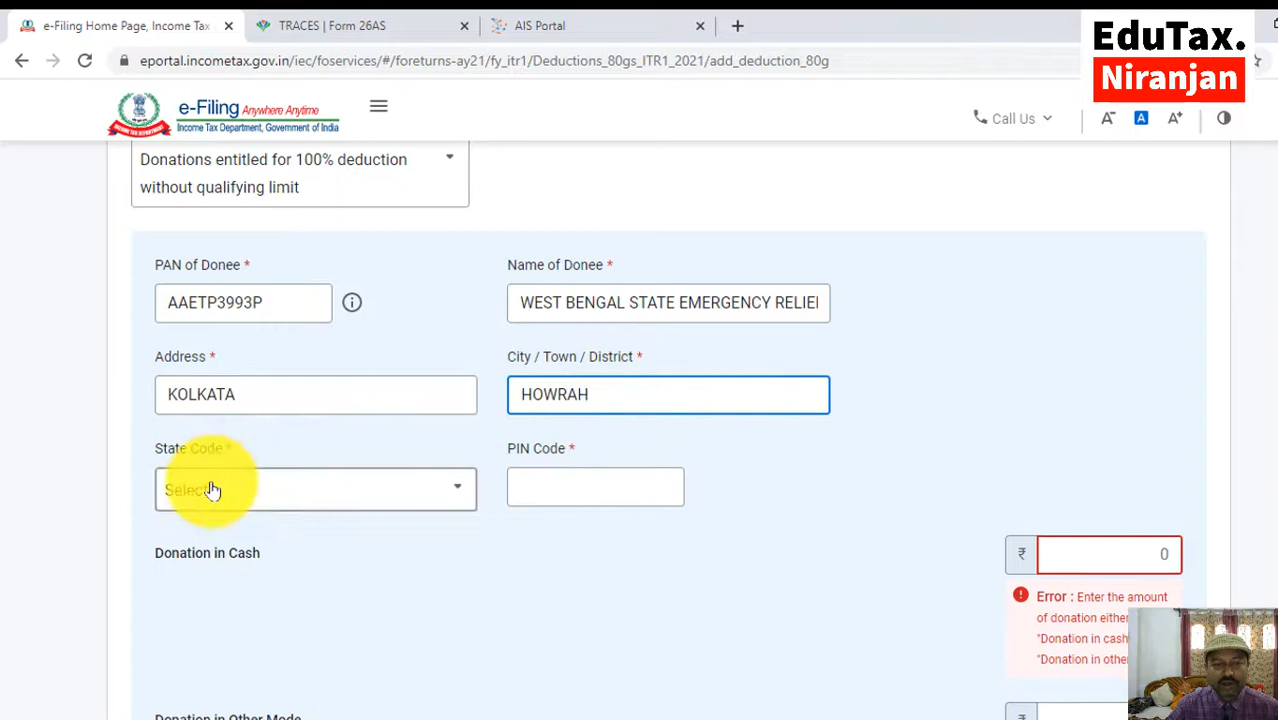 e-Filing Home Page, Income Tax
TRACES | Form 26AS
AIS Portal
EduTax.
Niranjan
eportal.incometax.gov.in/iec/foservices/#/foreturns-ay21/fy_itr1/Deductions_80gs_ITR1_2021/add_deduction_80g
e-Filing Anywhere Anytime
Income Tax Department, Government of India
Call Us
A-
A
A+
Donations entitled for 100% deduction
without qualifying limit
PAN of Donee *
Name of Donee *
AAETP3993P
WEST BENGAL STATE EMERGENCY RELIEF
Address *
City / Town / District *
KOLKATA
HOWRAH
State Code *
PIN Code *
Select
Donation in Cash
₹ 0
Error : Enter the amount
of donation either
"Donation in cash
"Donation in other
Donation in Other Mode
₹